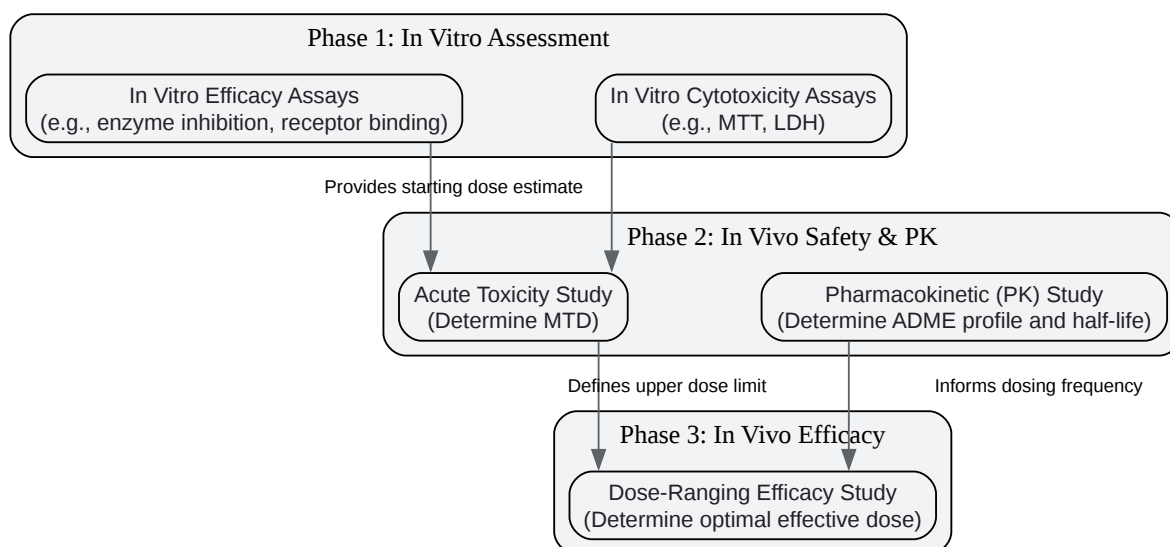 Phase 1: In Vitro Assessment
In Vitro Efficacy Assays
(e.g., enzyme inhibition, receptor binding)
In Vitro Cytotoxicity Assays
(e.g., MTT, LDH)
Provides starting dose estimate
Phase 2: In Vivo Safety & PK
Acute Toxicity Study
(Determine MTD)
Pharmacokinetic (PK) Study
(Determine ADME profile and half-life)
Defines upper dose limit
Informs dosing frequency
Phase 3: In Vivo Efficacy
Dose-Ranging Efficacy Study
(Determine optimal effective dose)